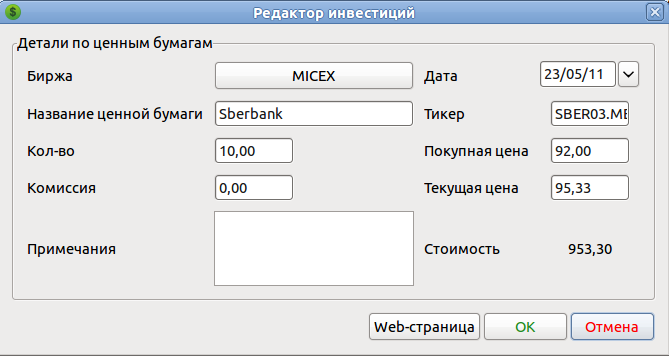 Редактор инвестиций
Детали по ценным бумагам
Биржа MICEX Дата 23/05/11
Название ценной бумаги Sberbank Тикер SBER03.ME
Кол-во 10,00 Покупная цена 92,00
Комиссия 0,00 Текущая цена 95,33
Примечания Стоимость 953,30
Web-страница OK Отмена